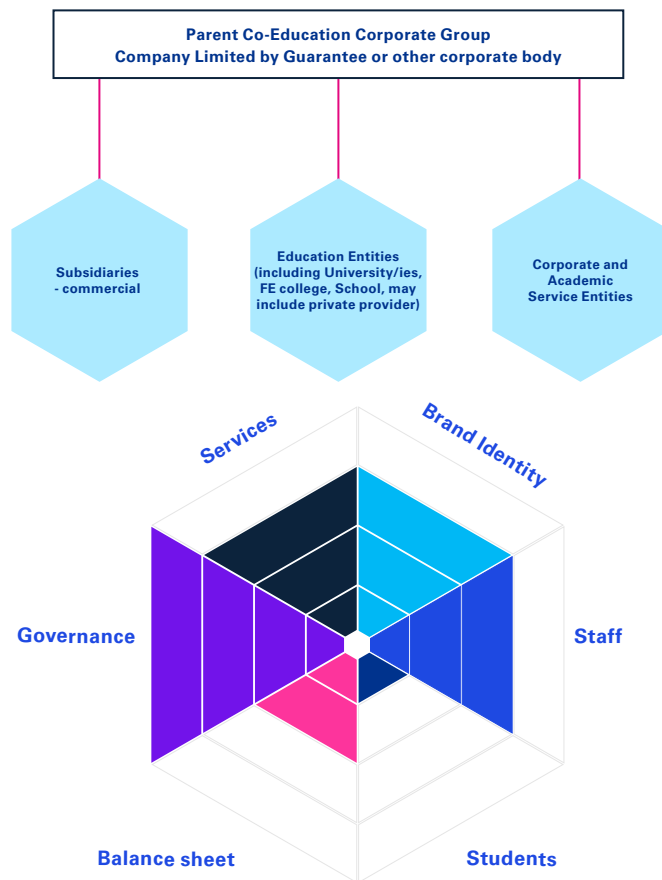 Parent Co-Education Corporate Group
Company Limited by Guarantee or other corporate body
Subsidiaries
- commercial
Education Entities
(including University/ies,
FE college, School, may
include private provider)
Corporate and
Academic
Service Entities
Services
Brand Identity
Governance
Staff
Balance sheet
Students